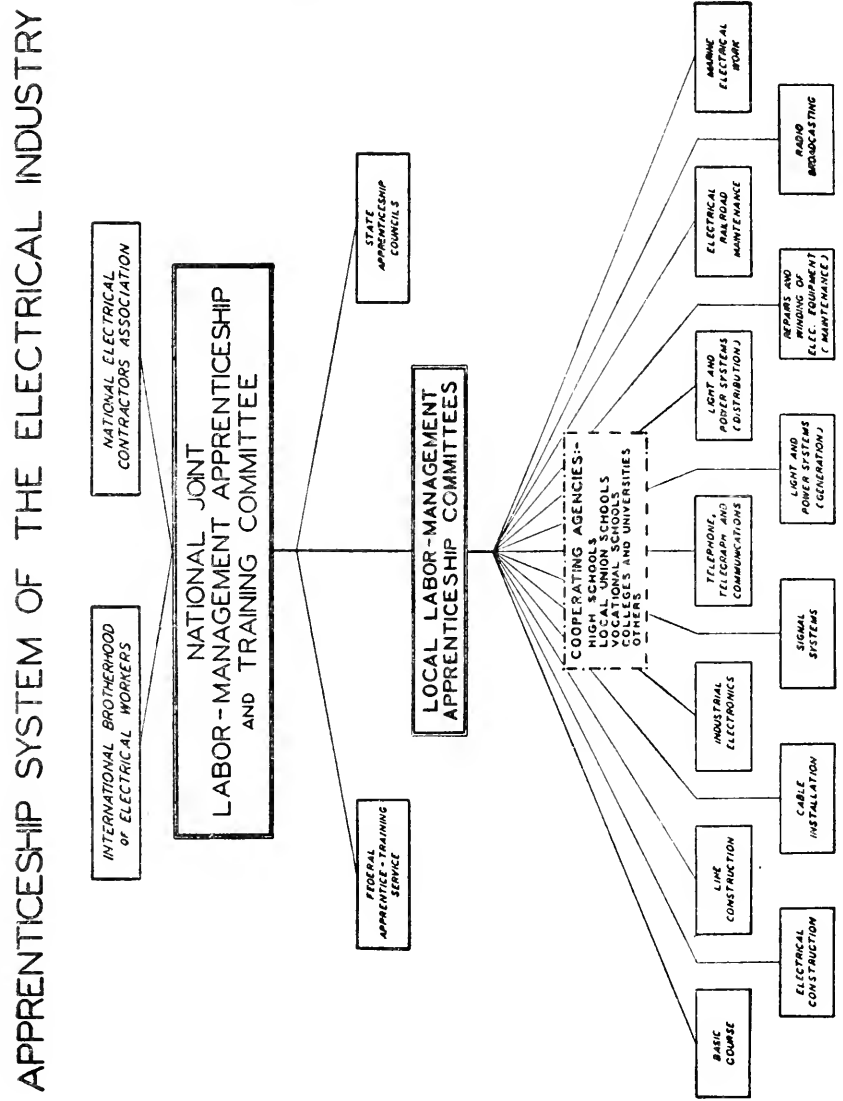 APPRENTICESHIP SYSTEM OF THE ELECTRICAL INDUSTRY
INTERNATIONAL BROTHERHOOD
OF ELECTRICAL WORKERS
NATIONAL ELECTRICAL
CONTRACTORS ASSOCIATION
NATIONAL JOINT
LABOR-MANAGEMENT APPRENTICESHIP
AND TRAINING COMMITTEE
FEDERAL
APPRENTICE-TRAINING
SERVICE
STATE
APPRENTICESHIP
COUNCILS
LOCAL LABOR-MANAGEMENT
APPRENTICESHIP COMMITTEES
COOPERATING AGENCIES:-
HIGH SCHOOLS
LOCAL UNION SCHOOLS
VOCATIONAL SCHOOLS
COLLEGES AND UNIVERSITIES
OTHERS
BASIC
COURSE
LINE
CONSTRUCTION
INDUSTRIAL
ELECTRONICS
TELEPHONE,
TELEGRAPH AND
COMMUNICATIONS
LIGHT AND
POWER SYSTEMS
(DISTRIBUTION)
ELECTRICAL
RAILROAD
MAINTENANCE
MARINE
ELECTRICAL
WORK
ELECTRICAL
CONSTRUCTION
CABLE
INSTALLATION
SIGNAL
SYSTEMS
LIGHT AND
POWER SYSTEMS
(GENERATION)
REPAIRS AND
WINDING OF
ELEC. EQUIPMENT
(MAINTENANCE)
RADIO
BROADCASTING